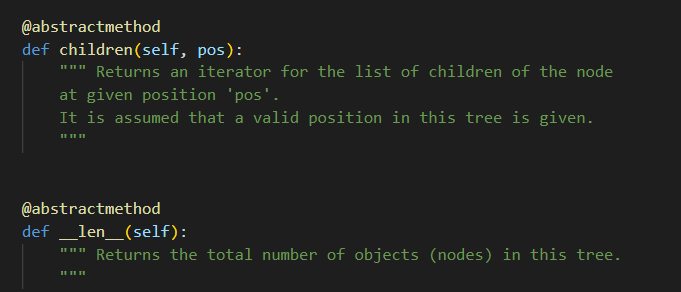 @abstractmethod
def children(self, pos):
""" Returns an iterator for the list of children of the node
at given position 'pos'.
It is assumed that a valid position in this tree is given.
"""
@abstractmethod
def __len__(self):
""" Returns the total number of objects (nodes) in this tree.
"""